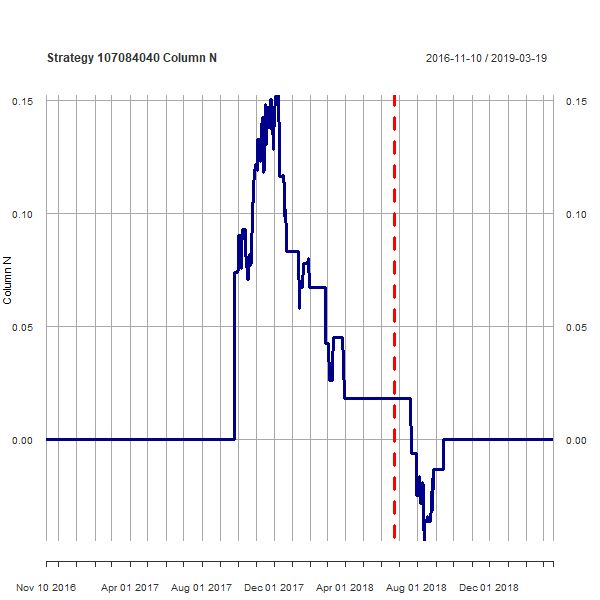 Strategy 107084040 Column N
2016-11-10 / 2019-03-19
0.15
0.15
0.10
0.10
0.05
0.05
0.00
0.00
Column N
Nov 10 2016
Apr 01 2017
Aug 01 2017
Dec 01 2017
Apr 01 2018
Aug 01 2018
Dec 01 2018